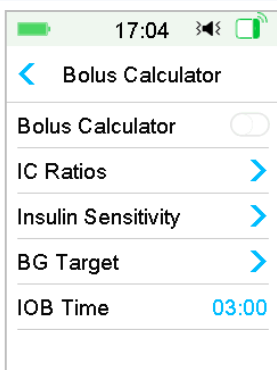 17:04
Bolus Calculator
Bolus Calculator
IC Ratios
Insulin Sensitivity
BG Target
IOB Time 03:00